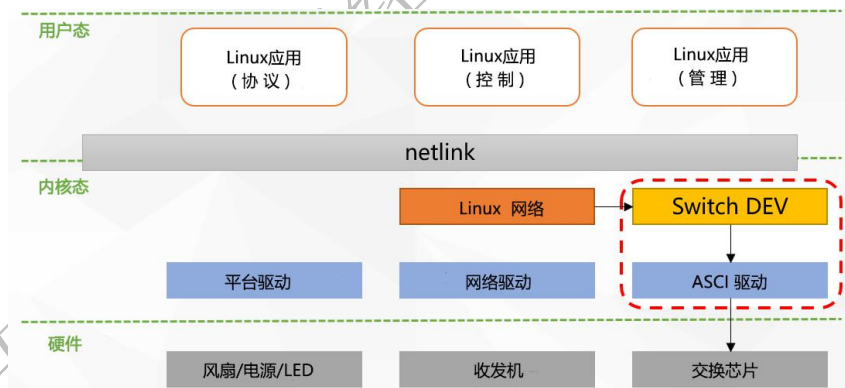 用户态
Linux应用
（协 议）
Linux应用
（控 制）
Linux应用
（管 理）
netlink
内核态
Linux 网络
Switch DEV
平台驱动
网络驱动
ASCI 驱动
硬件
风扇/电源/LED
收发机
交换芯片